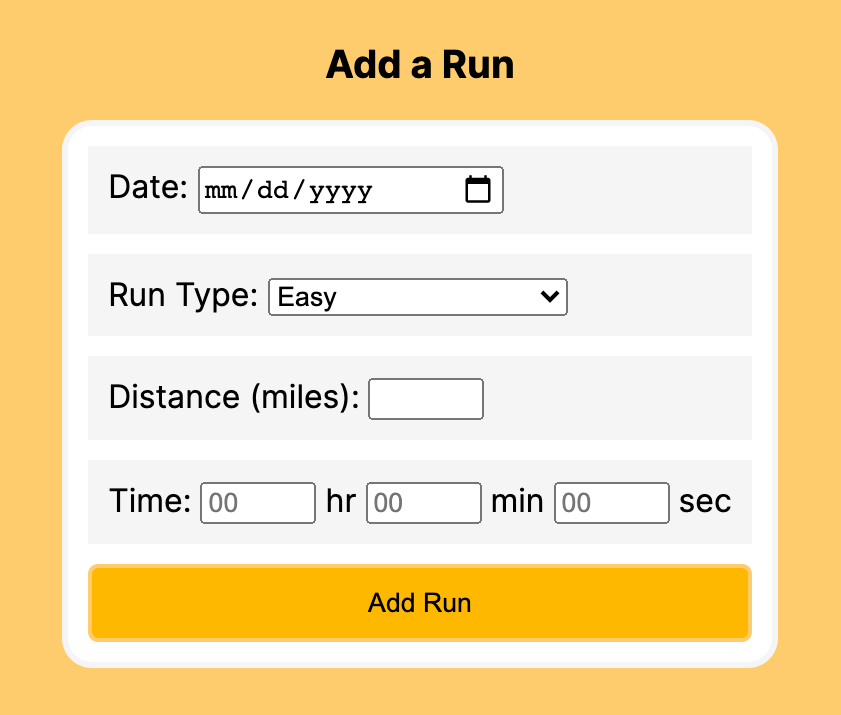 Add a Run
Date: mm/dd/yyyy
Run Type: Easy
Distance (miles):
Time: 00 hr 00 min 00 sec
Add Run